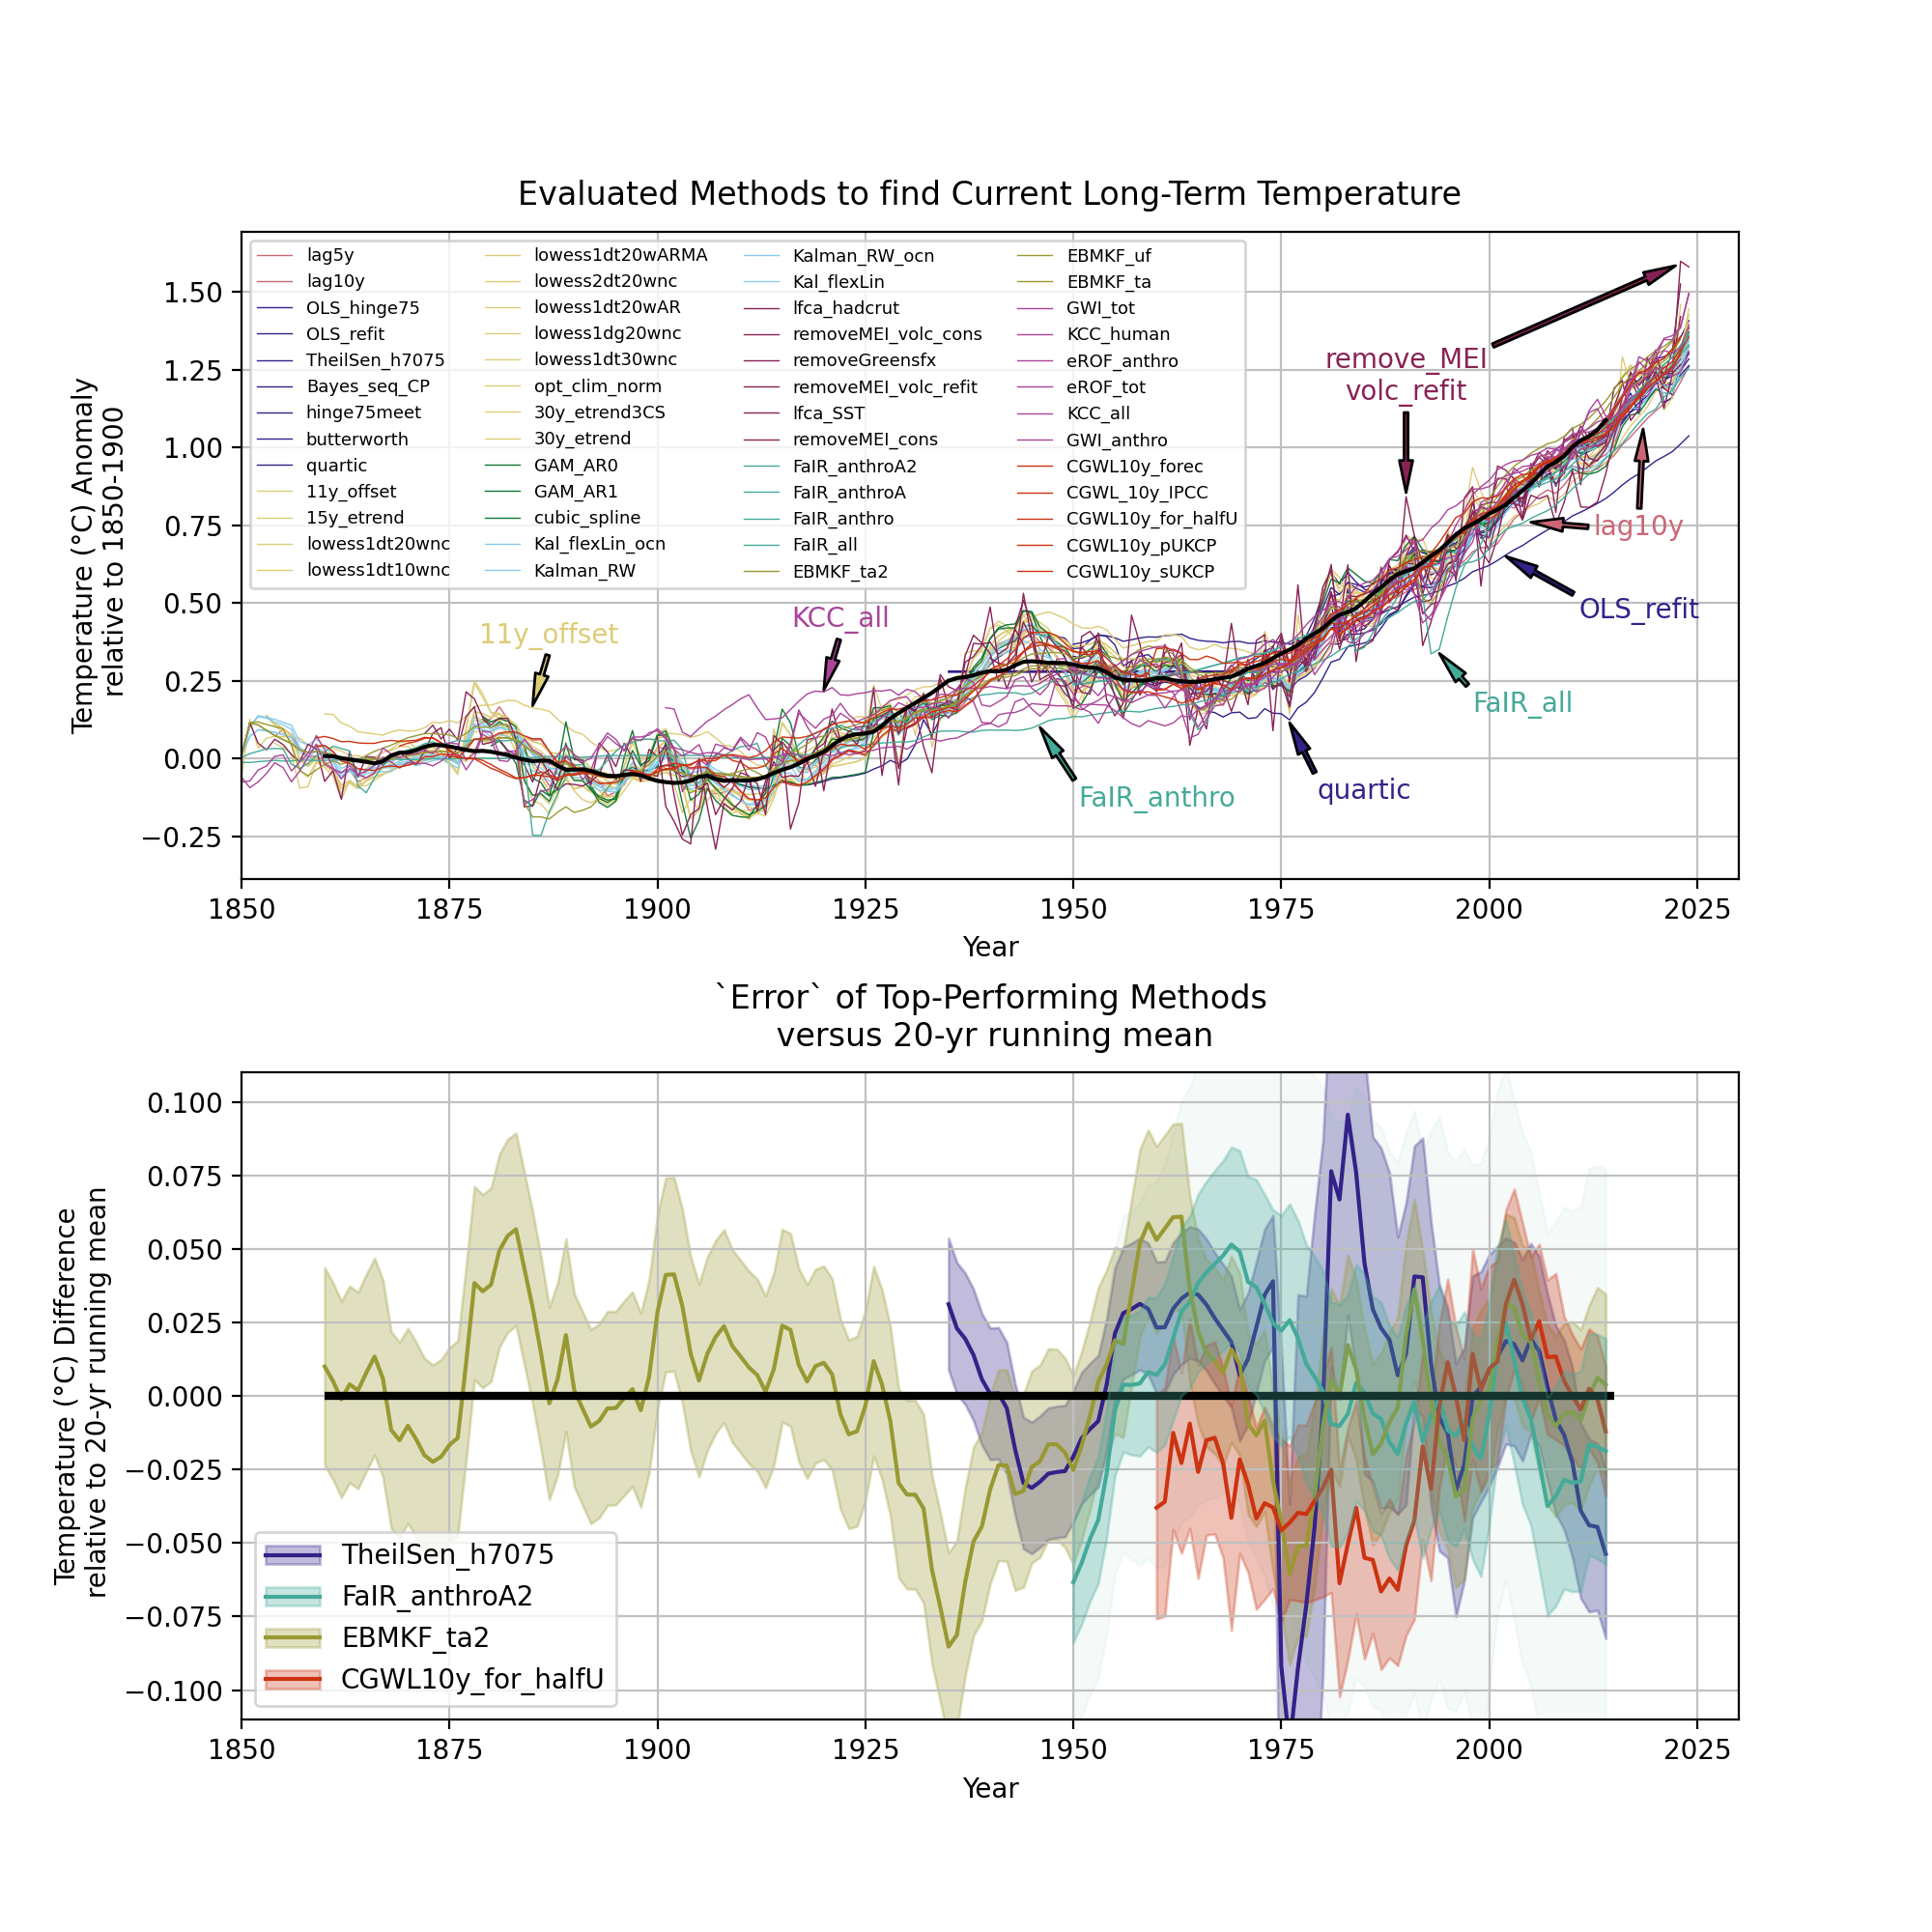 Evaluated Methods to find Current Long-Term Temperature
Temperature (°C) Anomaly
relative to 1850-1900
1.50
1.25
1.00
0.75
0.50
0.25
0.00
−0.25
lag5y
lag10y
OLS_hinge75
OLS_refit
TheilSen_h7075
Bayes_seq_CP
hinge75meet
butterworth
quartic
11y_offset
15y_etrend
lowess1dt20wnc
lowess1dt10wnc
lowess1dt20wARMA
lowess2dt20wnc
lowess1dt20wAR
lowess1dg20wnc
lowess1dt30wnc
opt_clim_norm
30y_etrend3CS
30y_etrend
GAM_AR0
GAM_AR1
cubic_spline
Kal_flexLin_ocn
Kalman_RW
Kalman_RW_ocn
Kal_flexLin
lfca_hadcrut
removeMEI_volc_cons
removeGreensfx
removeMEI_volc_refit
lfca_SST
removeMEI_cons
FaIR_anthroA2
FaIR_anthroA
FaIR_anthro
FaIR_all
EBMKF_ta2
EBMKF_uf
EBMKF_ta
GWI_tot
KCC_human
eROF_anthro
eROF_tot
KCC_all
GWI_anthro
CGWL10y_forec
CGWL_10y_IPCC
CGWL10y_for_halfU
CGWL10y_pUKCP
CGWL10y_sUKCP
remove_MEI
volc_refit
lag10y
OLS_refit
11y_offset
KCC_all
FaIR_all
quartic
FaIR_anthro
1850
1875
1900
1925
1950
1975
2000
2025
Year
`Error` of Top-Performing Methods
versus 20-yr running mean
Temperature (°C) Difference
relative to 20-yr running mean
0.100
0.075
0.050
0.025
0.000
−0.025
−0.050
−0.075
−0.100
TheilSen_h7075
FaIR_anthroA2
EBMKF_ta2
CGWL10y_for_halfU
1850
1875
1900
1925
1950
1975
2000
2025
Year